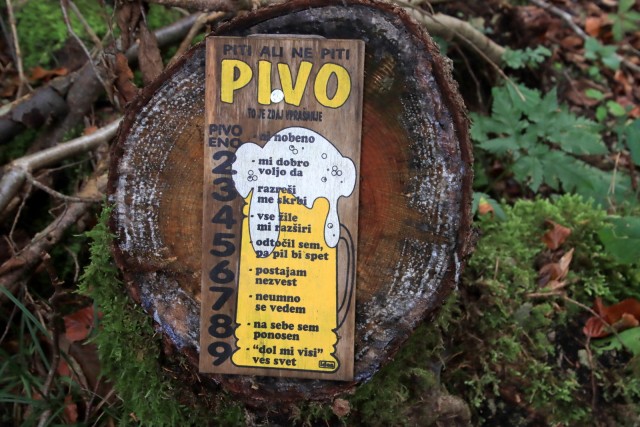 PITI ALI NE PITI
PIVO
TO JE ZDAJ VPRAŠANJE
PIVO
ENO - ni nobeno
2 - mi dobro
voljo da
3 - razreši
me skrbi
4 - vse žile
mi razširi
5 - odtočil sem,
pa pil bi spet
6 - postajam
nezvest
7 - neumno
se vedem
8 - na sebe sem
ponosen
9 - "dol mi visi"
ves svet